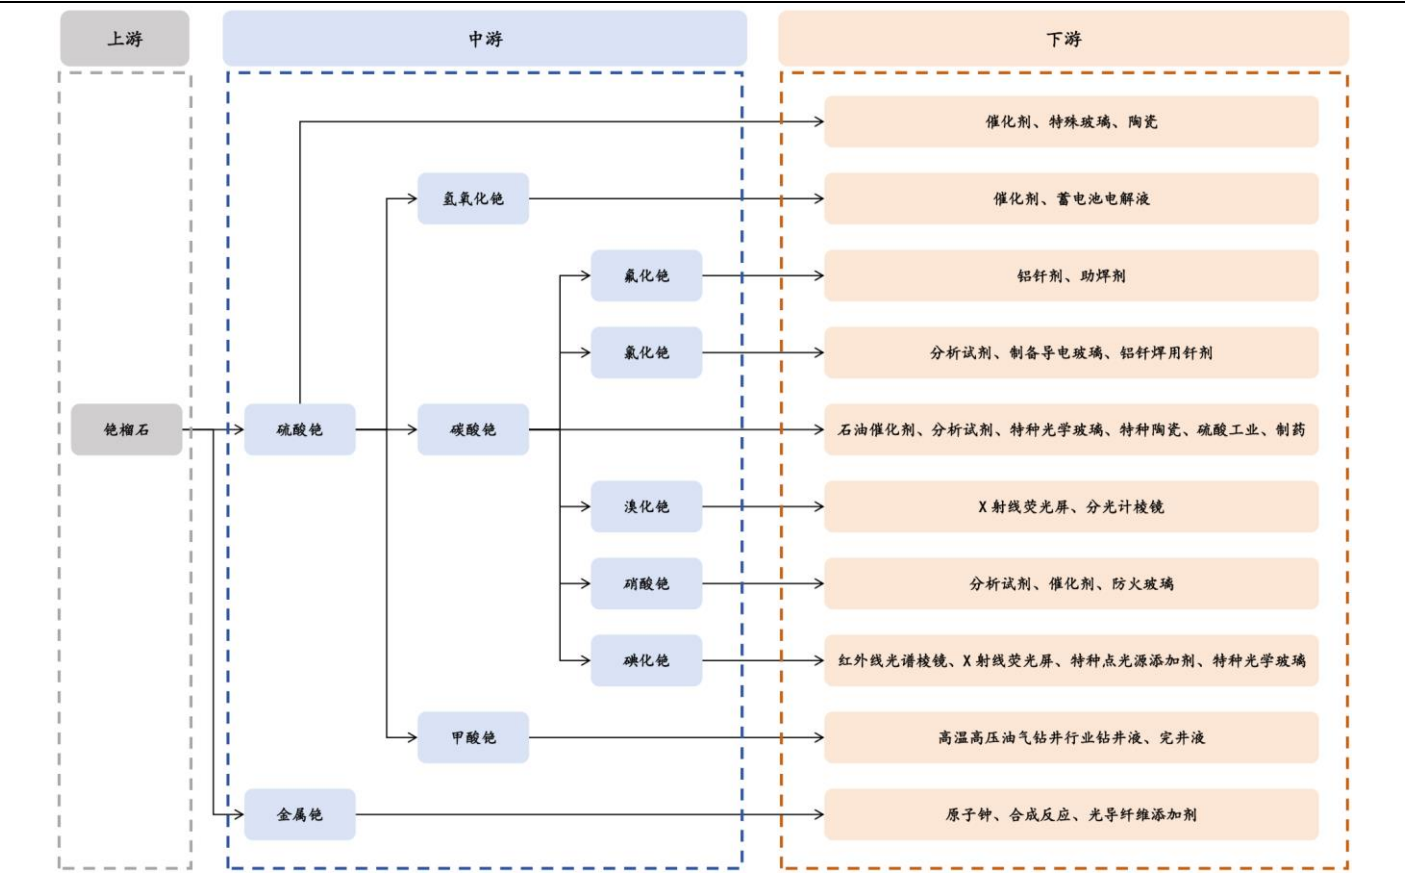 上游
中游
下游
催化剂、特殊玻璃、陶瓷
氢氧化铯
催化剂、蓄电池电解液
氟化铯
铝钎剂、助焊剂
氯化铯
分析试剂、制备导电玻璃、铝钎焊用钎剂
铯榴石
硫酸铯
碳酸铯
石油催化剂、分析试剂、特种光学玻璃、特种陶瓷、硫酸工业、制药
溴化铯
X射线荧光屏、分光计棱镜
硝酸铯
分析试剂、催化剂、防火玻璃
碘化铯
红外线光谱棱镜、X射线荧光屏、特种点光源添加剂、特种光学玻璃
甲酸铯
高温高压油气钻井行业钻井液、完井液
金属铯
原子钟、合成反应、光导纤维添加剂